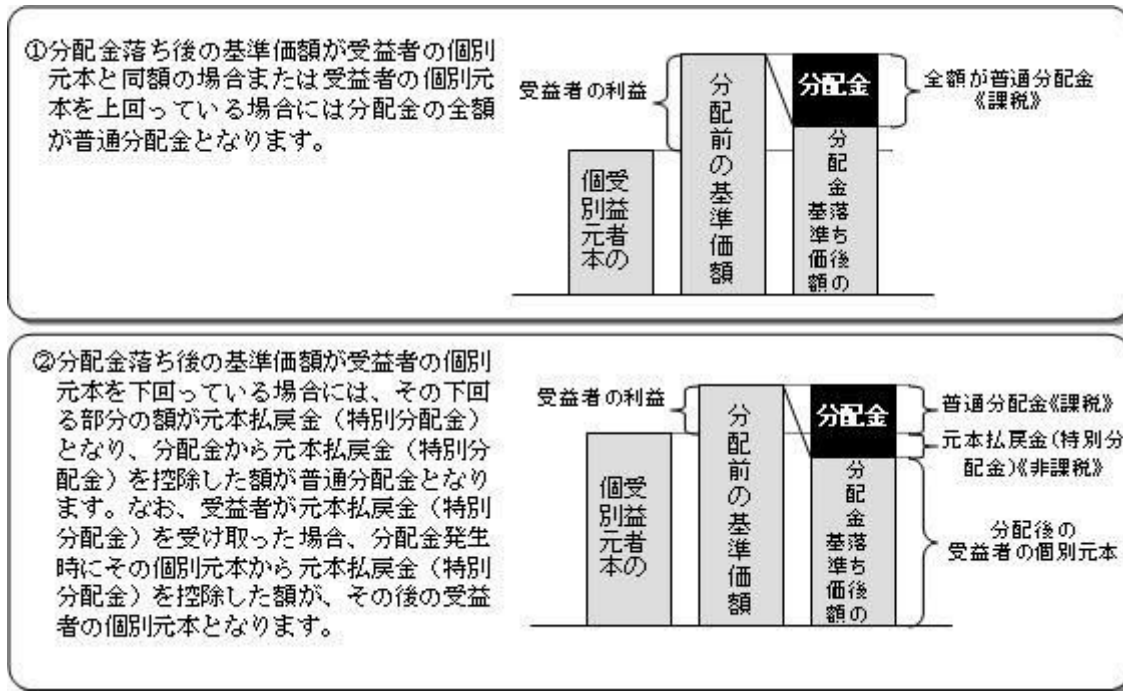 ①分配金落ち後の基準価額が受益者の個別
元本と同額の場合または受益者の個別元
本を上回っている場合には分配金の全額
が普通分配金となります。
受益者の利益
受益者の
個別元本
分配前の基準価額
分配金
分配金落ち後の
基準価額
全額が普通分配金
《課税》
②分配金落ち後の基準価額が受益者の個別
元本を下回っている場合には、その下回
る部分の額が元本払戻金（特別分配金）
となり、分配金から元本払戻金（特別分
配金）を控除した額が普通分配金となり
ます。なお、受益者が元本払戻金（特別
分配金）を受け取った場合、分配金発生
時にその個別元本から元本払戻金（特別
分配金）を控除した額が、その後の受益
者の個別元本となります。
受益者の利益
受益者の
個別元本
分配前の基準価額
分配金
分配金落ち後の
基準価額
普通分配金《課税》
元本払戻金(特別分
配金)《非課税》
分配後の
受益者の個別元本